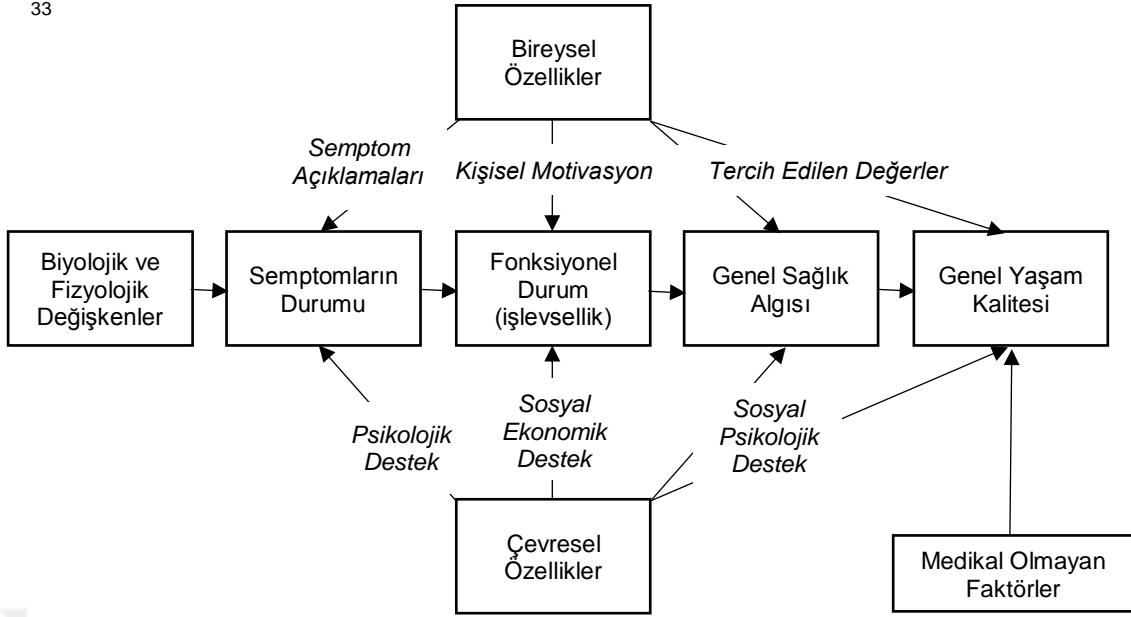 33
Bireysel
Özellikler
Semptom
Açıklamaları
Kişisel Motivasyon
Tercih Edilen Değerler
Biyolojik ve
Fizyolojik
Değişkenler
Semptomların
Durumu
Fonksiyonel
Durum
(işlevsellik)
Genel Sağlık
Algısı
Genel Yaşam
Kalitesi
Psikolojik
Destek
Sosyal
Ekonomik
Destek
Sosyal
Psikolojik
Destek
Çevresel
Özellikler
Medikal Olmayan
Faktörler